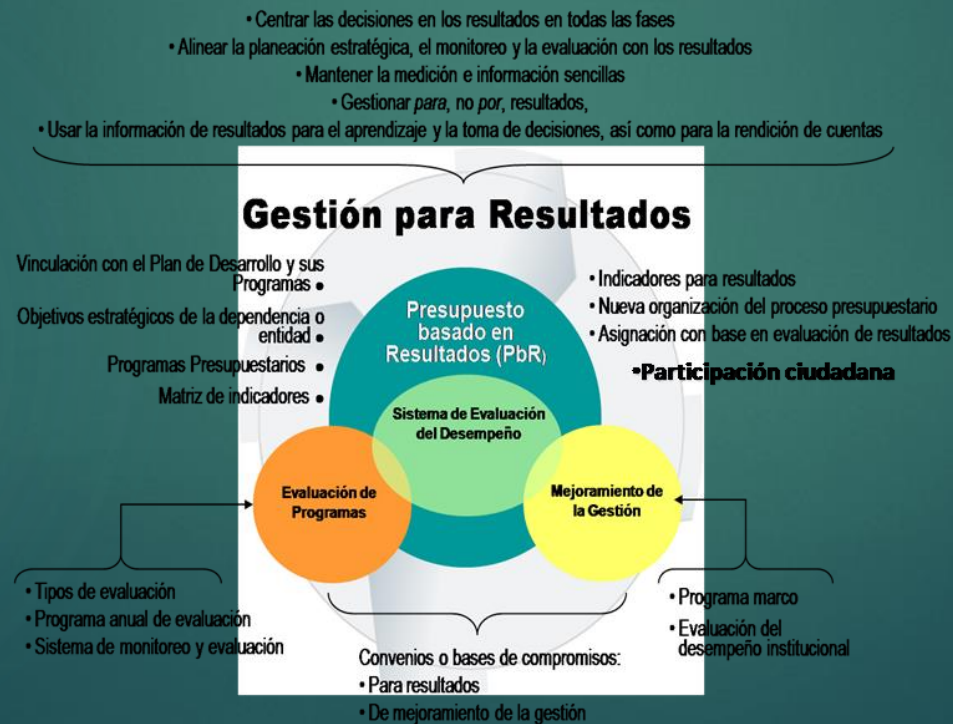 • Centrar las decisiones en los resultados en todas las fases
• Alinear la planeación estratégica, el monitoreo y la evaluación con los resultados
• Mantener la medición e información sencillas
• Gestionar para, no por, resultados,
• Usar la información de resultados para el aprendizaje y la toma de decisiones, así como para la rendición de cuentas
Gestión para Resultados
Vinculación con el Plan de Desarrollo y sus
Programas •
Objetivos estratégicos de la dependencia o
entidad •
Programas Presupuestarios •
Matriz de indicadores •
Presupuesto
basado en
Resultados (PbR)
• Indicadores para resultados
• Nueva organización del proceso presupuestario
• Asignación con base en evaluación de resultados
•Participación ciudadana
Sistema de Evaluación
del Desempeño
Evaluación de
Programas
Mejoramiento de
la Gestión
• Tipos de evaluación
• Programa anual de evaluación
• Sistema de monitoreo y evaluación
• Programa marco
• Evaluación del
desempeño institucional
Convenios o bases de compromisos:
• Para resultados
• De mejoramiento de la gestión